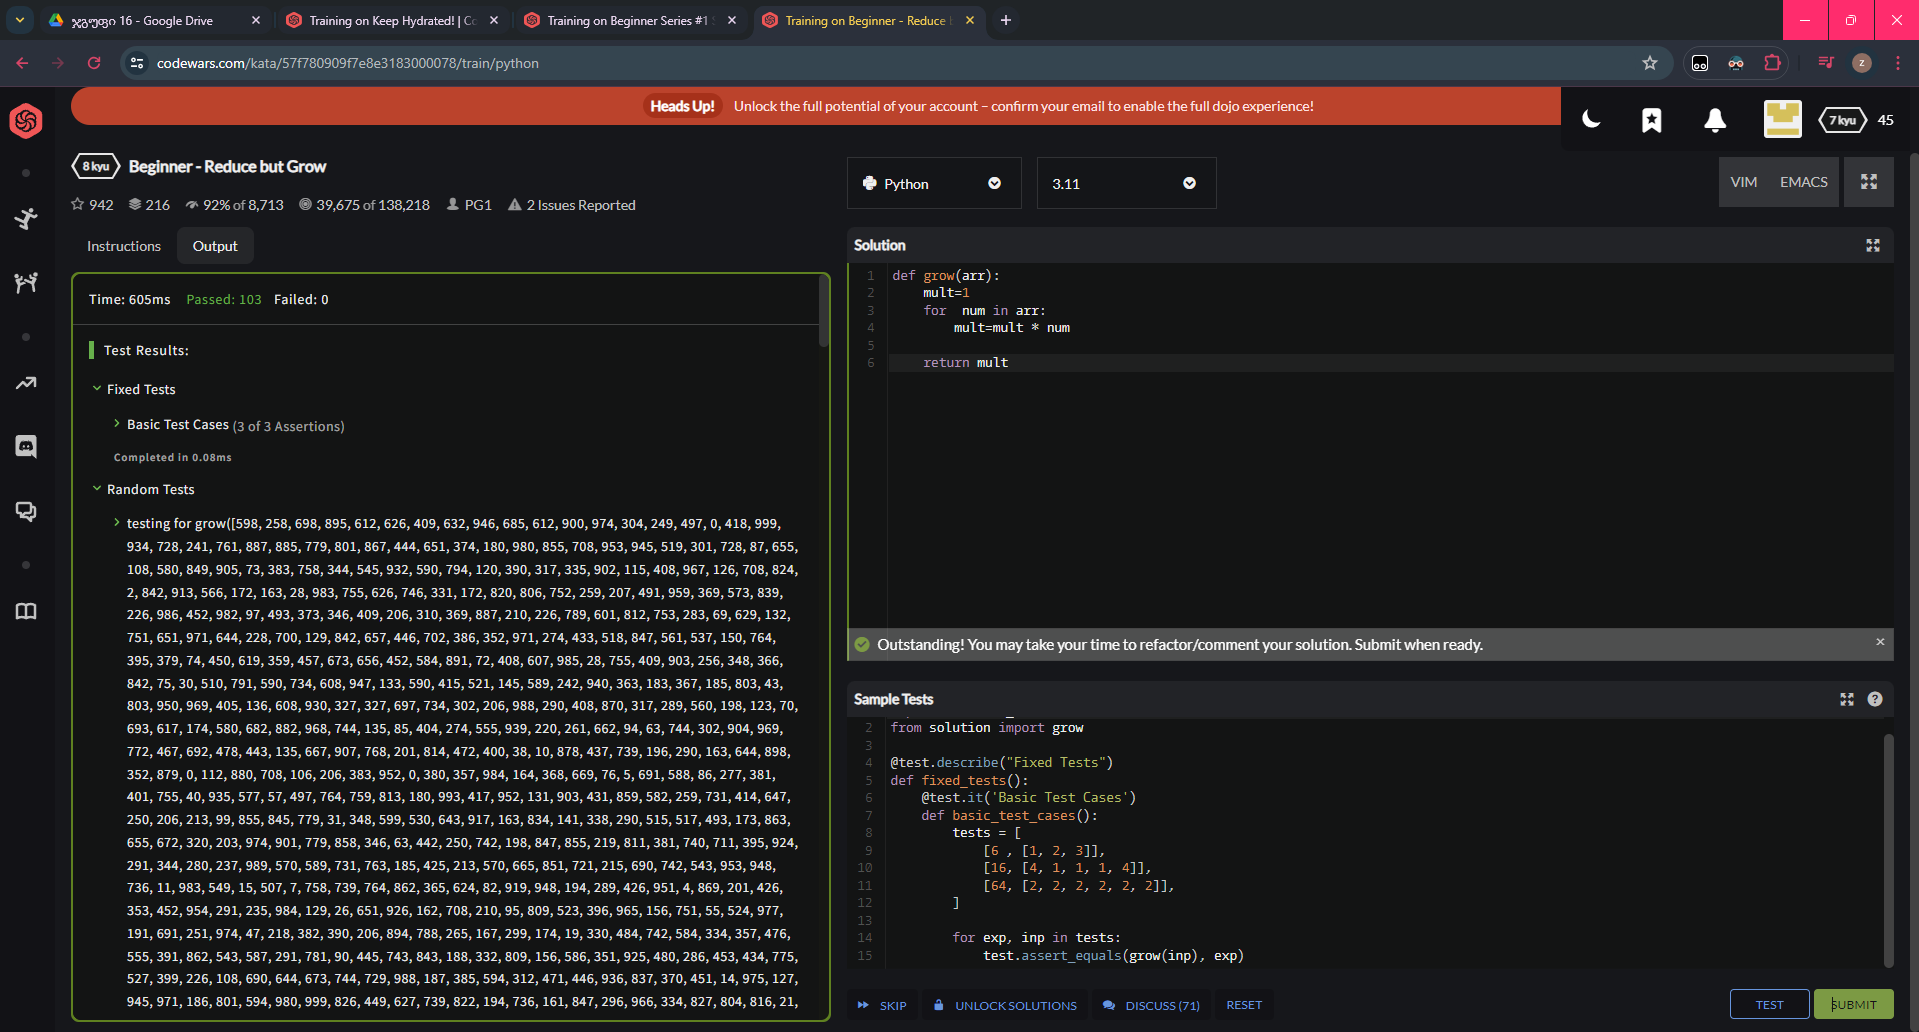 ჯგუფი 16 - Google Drive
Training on Keep Hydrated! | Co
Training on Beginner Series #1
Training on Beginner - Reduce
codewars.com/kata/57f780909f7e8e3183000078/train/python
z
Heads Up! Unlock the full potential of your account – confirm your email to enable the full dojo experience!
7 kyu 45
8 kyu Beginner - Reduce but Grow
942 216 92% of 8,713 39,675 of 138,218 PG1 2 Issues Reported
Python 3.11
VIM EMACS
Instructions Output
Time: 605ms Passed: 103 Failed: 0
Test Results:
Fixed Tests
Basic Test Cases (3 of 3 Assertions)
Completed in 0.08ms
Random Tests
testing for grow([598, 258, 698, 895, 612, 626, 409, 632, 946, 685, 612, 900, 974, 304, 249, 497, 0, 418, 999,
934, 728, 241, 761, 887, 885, 779, 801, 867, 444, 651, 374, 180, 980, 855, 708, 953, 945, 519, 301, 728, 87, 655,
108, 580, 849, 905, 73, 383, 758, 344, 545, 932, 590, 794, 120, 390, 317, 335, 902, 115, 408, 967, 126, 708, 824,
2, 842, 913, 566, 172, 163, 28, 983, 755, 626, 746, 331, 172, 820, 806, 752, 259, 207, 491, 959, 369, 573, 839,
226, 986, 452, 982, 97, 493, 373, 346, 409, 206, 310, 369, 887, 210, 226, 789, 601, 812, 753, 283, 69, 629, 132,
751, 651, 971, 644, 228, 700, 129, 842, 657, 446, 702, 386, 352, 971, 274, 433, 518, 847, 561, 537, 150, 764,
395, 379, 74, 450, 619, 359, 457, 673, 656, 452, 584, 891, 72, 408, 607, 985, 28, 755, 409, 903, 256, 348, 366,
842, 75, 30, 510, 791, 590, 734, 608, 947, 133, 590, 415, 521, 145, 589, 242, 940, 363, 183, 367, 185, 803, 43,
803, 950, 969, 405, 136, 608, 930, 327, 327, 697, 734, 302, 206, 988, 290, 408, 870, 317, 289, 560, 198, 123, 70,
693, 617, 174, 580, 682, 882, 968, 744, 135, 85, 404, 274, 555, 939, 220, 261, 662, 94, 63, 744, 302, 904, 969,
772, 467, 692, 478, 443, 135, 667, 907, 768, 201, 814, 472, 400, 38, 10, 878, 437, 739, 196, 290, 163, 644, 898,
352, 879, 0, 112, 880, 708, 106, 206, 383, 952, 0, 380, 357, 984, 164, 368, 669, 76, 5, 691, 588, 86, 277, 381,
401, 755, 40, 935, 577, 57, 497, 764, 759, 813, 180, 993, 417, 952, 131, 903, 431, 859, 582, 259, 731, 414, 647,
250, 206, 213, 99, 855, 845, 779, 31, 348, 599, 530, 643, 917, 163, 834, 141, 338, 290, 515, 517, 493, 173, 863,
655, 672, 320, 203, 974, 901, 779, 858, 346, 63, 442, 250, 742, 198, 847, 855, 219, 811, 381, 740, 711, 395, 924,
291, 344, 280, 237, 989, 570, 589, 731, 763, 185, 425, 213, 570, 665, 851, 721, 215, 690, 742, 543, 953, 948,
736, 11, 983, 549, 15, 507, 7, 758, 739, 764, 862, 365, 624, 82, 919, 948, 194, 289, 426, 951, 4, 869, 201, 426,
353, 452, 954, 291, 235, 984, 129, 26, 651, 926, 162, 708, 210, 95, 809, 523, 396, 965, 156, 751, 55, 524, 977,
191, 691, 251, 974, 47, 218, 382, 390, 206, 894, 788, 265, 167, 299, 174, 19, 330, 484, 742, 584, 334, 357, 476,
555, 391, 862, 543, 587, 291, 781, 90, 445, 743, 843, 188, 332, 809, 156, 586, 351, 925, 480, 286, 453, 434, 775,
527, 399, 226, 108, 690, 644, 673, 744, 729, 988, 187, 385, 594, 312, 471, 446, 936, 837, 370, 451, 14, 975, 127,
945, 971, 186, 801, 594, 980, 999, 826, 449, 627, 739, 822, 194, 736, 161, 847, 296, 966, 334, 827, 804, 816, 21,
Solution
1 def grow(arr):
2 mult=1
3 for  num in arr:
4 mult=mult * num
5
6 return mult
Outstanding! You may take your time to refactor/comment your solution. Submit when ready.
Sample Tests
2 from solution import grow
3
4 @test.describe("Fixed Tests")
5 def fixed_tests():
6 @test.it('Basic Test Cases')
7 def basic_test_cases():
8 tests = [
9 [6 , [1, 2, 3]],
10 [16, [4, 1, 1, 1, 4]],
11 [64, [2, 2, 2, 2, 2, 2]],
12 ]
13
14 for exp, inp in tests:
15 test.assert_equals(grow(inp), exp)
SKIP UNLOCK SOLUTIONS DISCUSS (71) RESET TEST SUBMIT